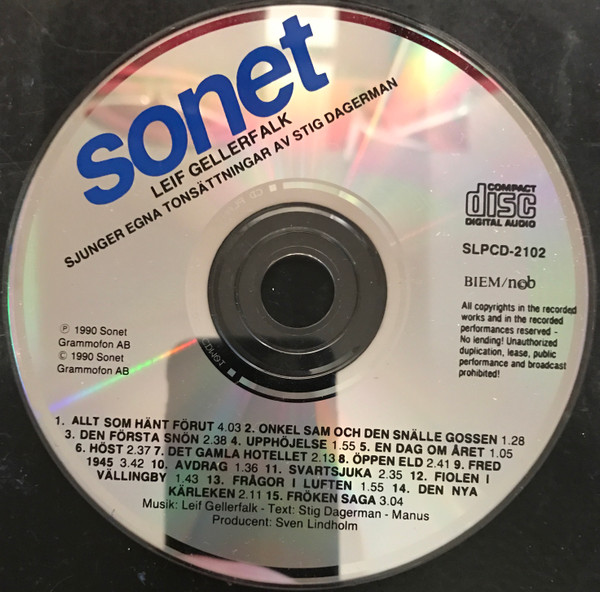 sonet
LEIF GELLERFALK
SJUNGER EGNA TONSÄTTNINGAR AV STIG DAGERMAN
COMPACT
disc
DIGITAL AUDIO
SLPCD-2102
BIEM/n©b
All copyrights in the recorded
works and in the recorded
performances reserved -
No lending! Unauthorized
duplication, lease, public
performance and broadcast
prohibited!
℗ 1990 Sonet
Grammofon AB
© 1990 Sonet
Grammofon AB
1. ALLT SOM HÄNT FÖRUT 4.03 2. ONKEL SAM OCH DEN SNÄLLE GOSSEN 1.28
3. DEN FÖRSTA SNÖN 2.38 4. UPPHÖJELSE 1.55 5. EN DAG OM ÅRET 1.05
6. HÖST 2.37 7. DET GAMLA HOTELLET 2.13 8. ÖPPEN ELD 2.41 9. FRED
1945 3.42 10. AVDRAG 1.36 11. SVARTSJUKA 2.35 12. FIOLEN I
VÄLLINGBY 1.43 13. FRÅGOR I LUFTEN 1.55 14. DEN NYA
KÄRLEKEN 2.11 15. FRÖKEN SAGA 3.04
Musik: Leif Gellerfalk - Text: Stig Dagerman - Manus
Producent: Sven Lindholm